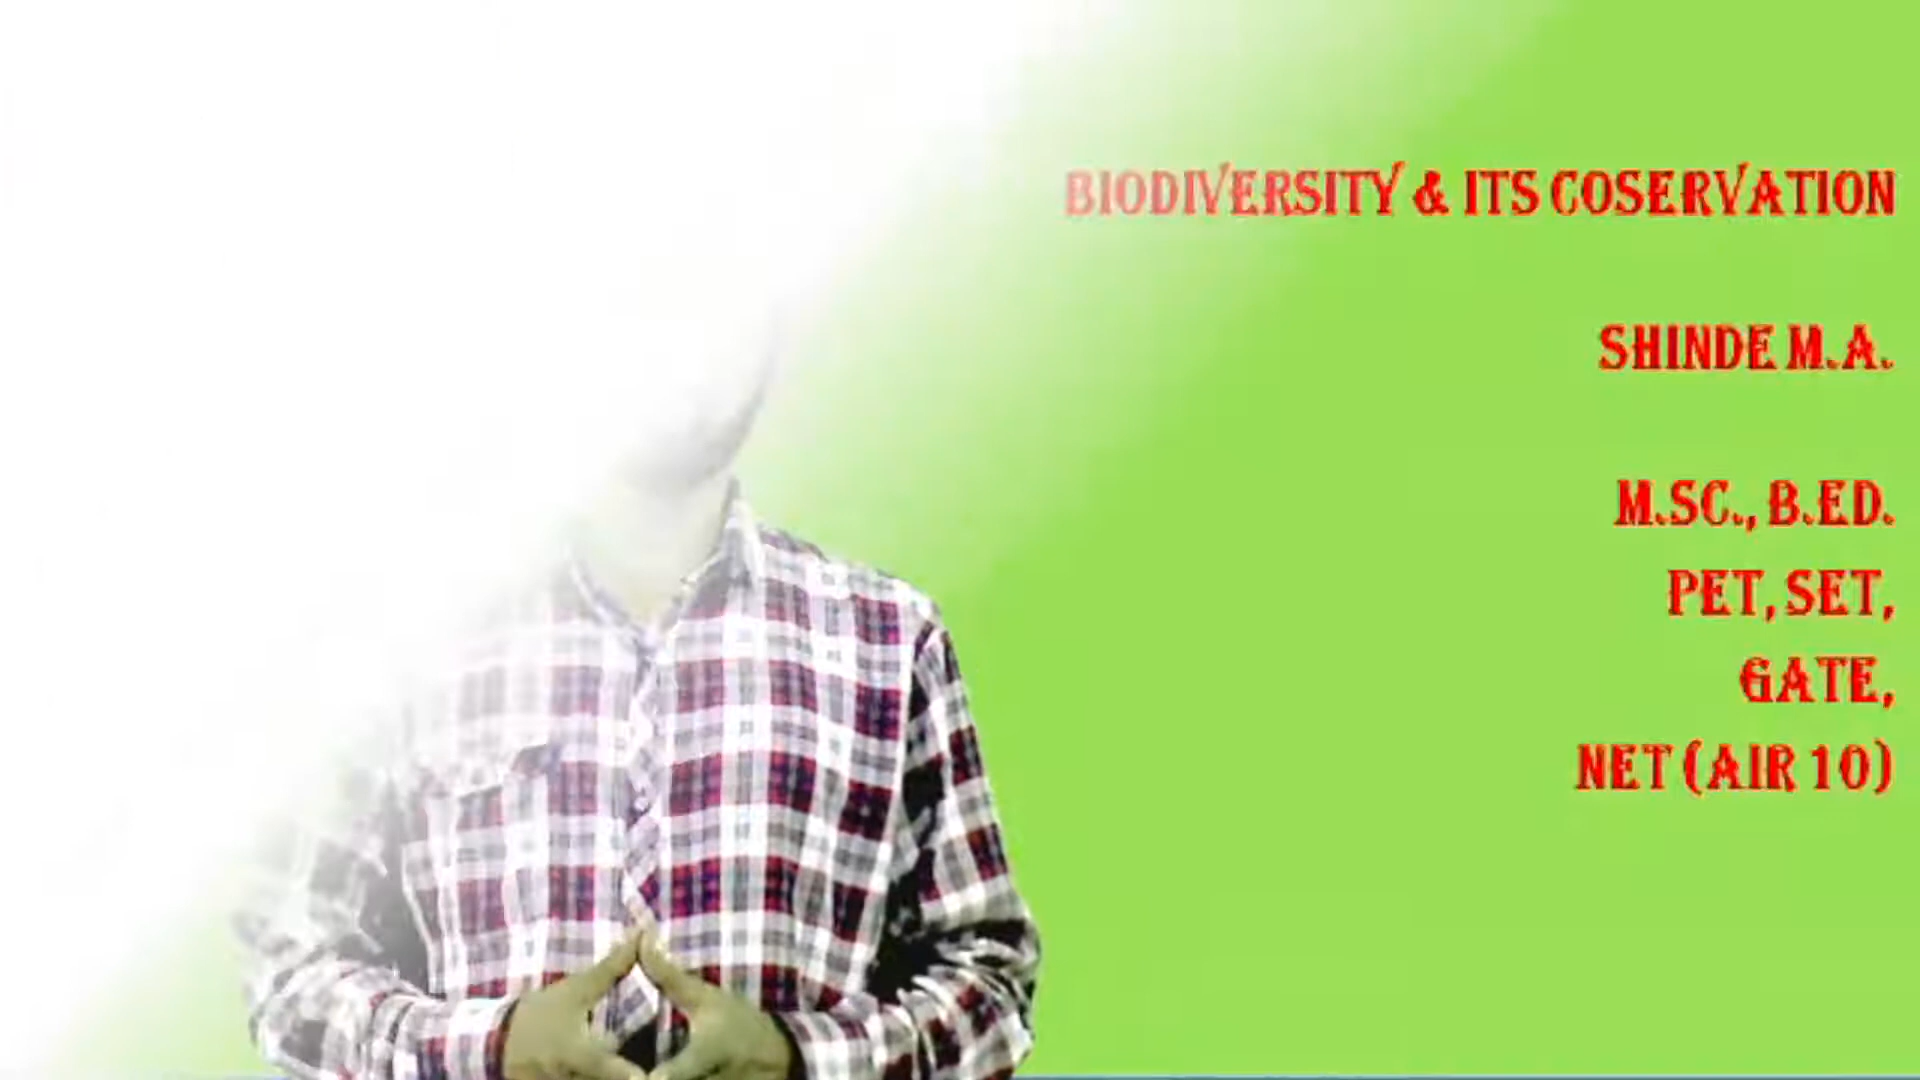 BIODIVERSITY & ITS COSERVATION
SHINDE M.A.
M.SC., B.ED.
PET, SET,
GATE,
NET (AIR 10)